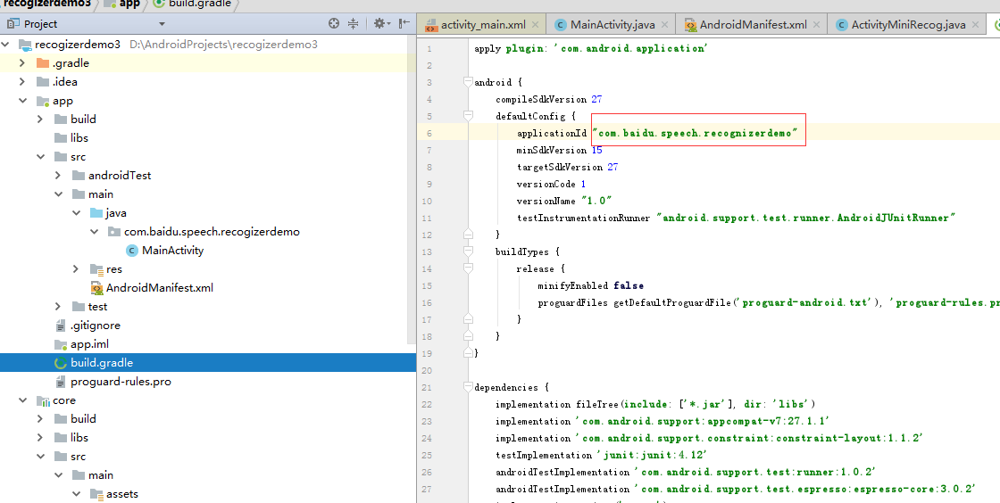 recogizerdemo3 app build.gradle
Project
activity_main.xml MainActivity.java AndroidManifest.xml ActivityMiniRecog.java
recogizerdemo3 D:\AndroidProjects\recogizerdemo3
.gradle
.idea
app
build
libs
src
androidTest
main
java
com.baidu.speech.recogizerdemo
MainActivity
res
AndroidManifest.xml
test
.gitignore
app.iml
build.gradle
proguard-rules.pro
core
build
libs
src
main
assets
1 apply plugin: 'com.android.application'
2
3 android {
4 compileSdkVersion 27
5 defaultConfig {
6 applicationId "com.baidu.speech.recognizerdemo"
7 minSdkVersion 15
8 targetSdkVersion 27
9 versionCode 1
10 versionName "1.0"
11 testInstrumentationRunner "android.support.test.runner.AndroidJUnitRunner"
12 }
13 buildTypes {
14 release {
15 minifyEnabled false
16 proguardFiles getDefaultProguardFile('proguard-android.txt'), 'proguard-rules.pr
17 }
18 }
19 }
20
21 dependencies {
22 implementation fileTree(include: ['*.jar'], dir: 'libs')
23 implementation 'com.android.support:appcompat-v7:27.1.1'
24 implementation 'com.android.support.constraint:constraint-layout:1.1.2'
25 testImplementation 'junit:junit:4.12'
26 androidTestImplementation 'com.android.support.test:runner:1.0.2'
27 androidTestImplementation 'com.android.support.test.espresso:espresso-core:3.0.2'